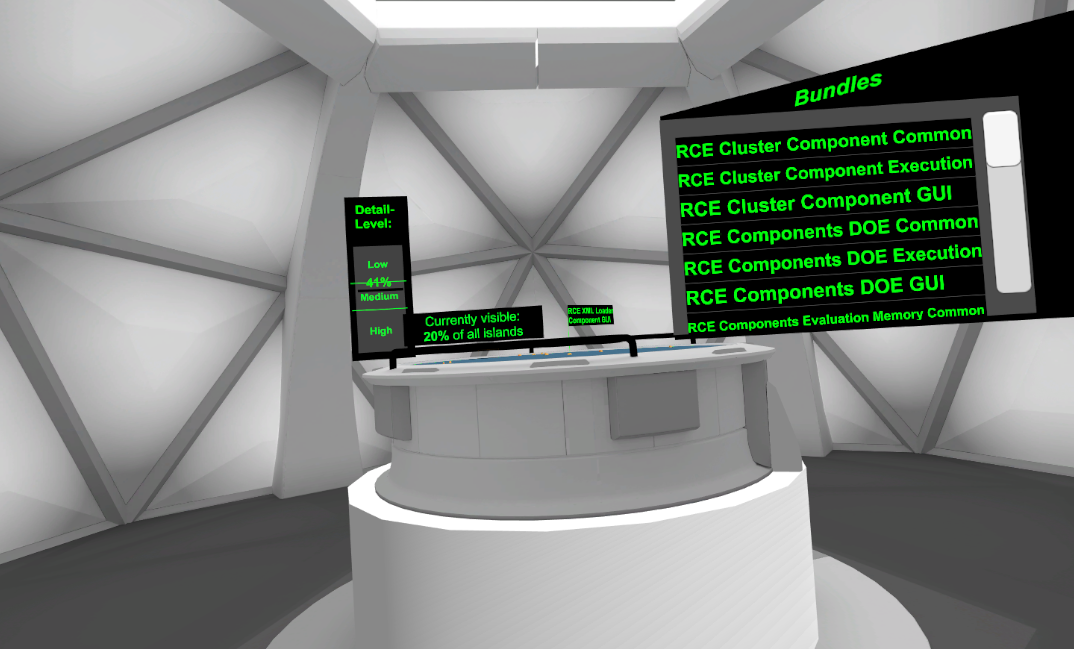 Bundles
RCE Cluster Component Common
RCE Cluster Component Execution
RCE Cluster Component GUI
RCE Components DOE Common
RCE Components DOE Execution
RCE Components DOE GUI
RCE Components Evaluation Memory Common
Detail-
Level:
Low
41%
Medium
High
Currently visible:
20% of all islands
RCE XML Loader
Component GUI